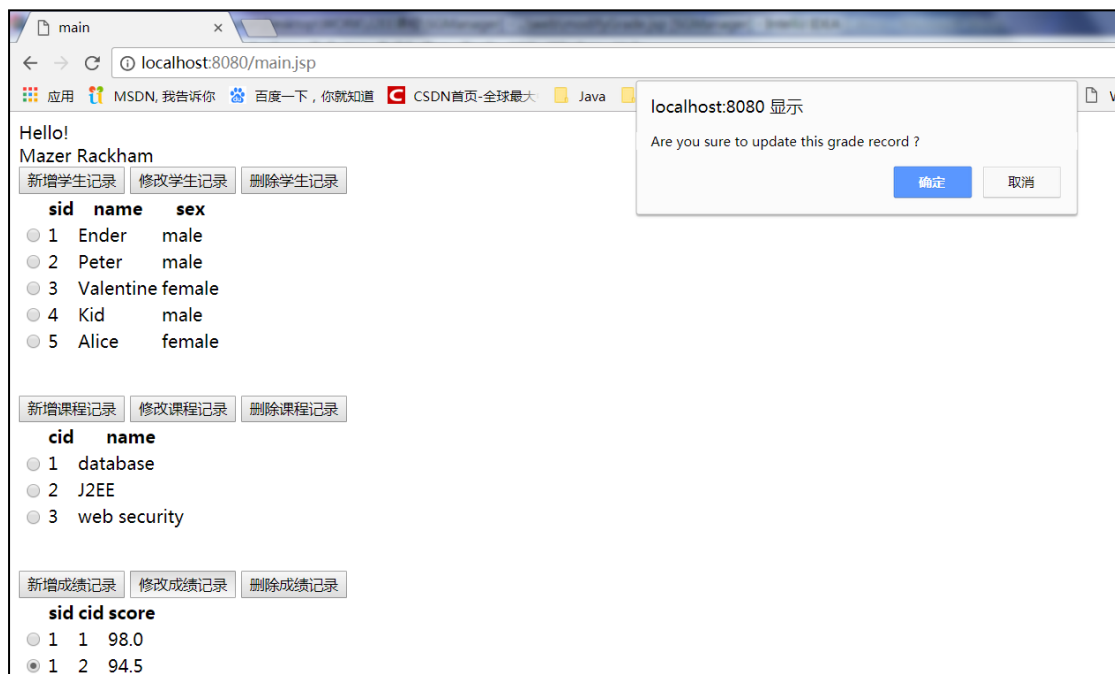 main
localhost:8080/main.jsp
应用 MSDN, 我告诉你 百度一下，你就知道 CSDN首页-全球最大 Java
localhost:8080 显示
Are you sure to update this grade record ?
确定 取消
Hello!
Mazer Rackham
新增学生记录 修改学生记录 删除学生记录
sid name sex
1 Ender male
2 Peter male
3 Valentine female
4 Kid male
5 Alice female
新增课程记录 修改课程记录 删除课程记录
cid name
1 database
2 J2EE
3 web security
新增成绩记录 修改成绩记录 删除成绩记录
sid cid score
1 1 98.0
1 2 94.5